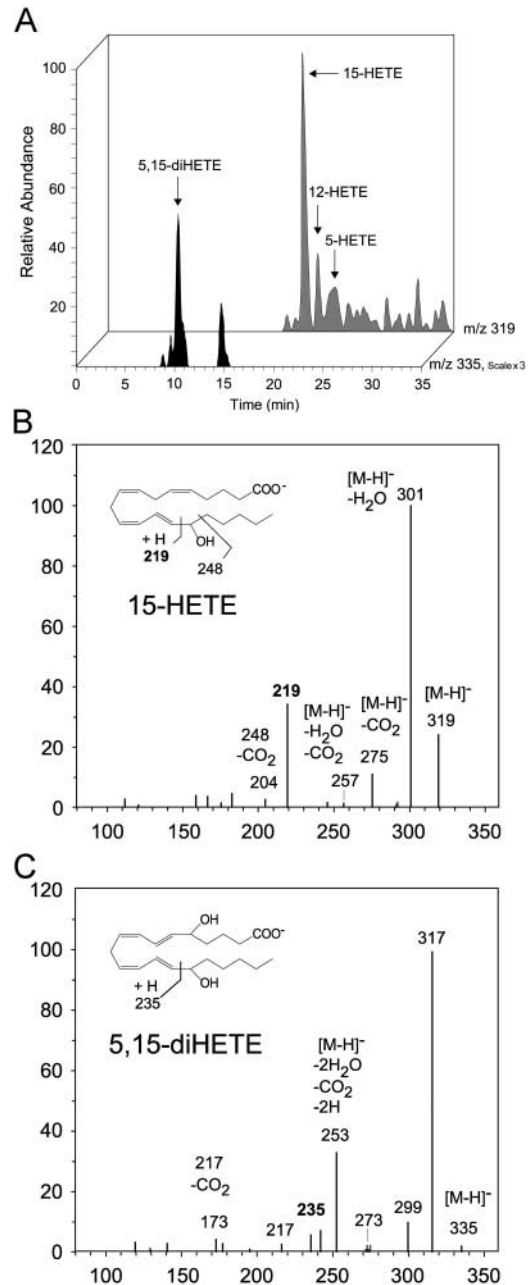 A
100
80
60
40
20
0
Relative Abundance
15-HETE
5,15-diHETE
12-HETE
5-HETE
m/z 319
m/z 335, Scale x 3
0 5 10 15 20 25 30 35
Time (min)
B
120
100
80
60
40
20
0
COO⁻
OH
+ H
219
248
15-HETE
[M-H]⁻
-H₂O
301
219
248
-CO₂
204
[M-H]⁻
-H₂O
-CO₂
257
[M-H]⁻
-CO₂
275
[M-H]⁻
319
100 150 200 250 300 350
C
120
100
80
60
40
20
0
OH
COO⁻
+ H
235
OH
5,15-diHETE
317
[M-H]⁻
-2H₂O
-CO₂
-2H
253
217
-CO₂
173
217
235
273
299
[M-H]⁻
335
100 150 200 250 300 350